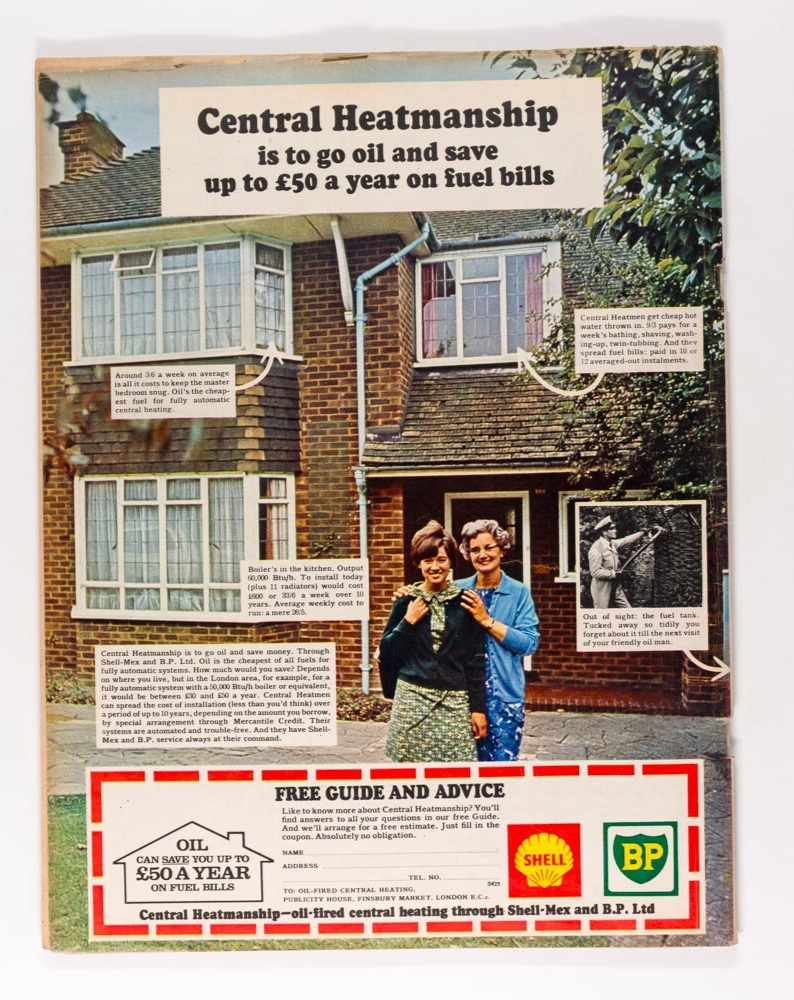 Central Heatmanship
is to go oil and save
up to £50 a year on fuel bills
Central Heatmen get cheap hot
water thrown in. 9/3 pays for a
week's bathing, shaving, wash-
ing-up, twin-tubbing. And they
spread fuel bills: paid in 10 or
12 averaged-out instalments.
Around 3/6 a week on average
is all it costs to keep the master
bedroom snug. Oil's the cheap-
est fuel for fully automatic
central heating.
Boiler's in the kitchen. Output
60,000 Btu/h. To install today
(plus 11 radiators) would cost
£600 or 33/6 a week over 10
years. Average weekly cost to
run: a mere 26/5.
Out of sight: the fuel tank.
Tucked away so tidily you
forget about it till the next visit
of your friendly oil man.
Central Heatmanship is to go oil and save money. Through
Shell-Mex and B.P. Ltd. Oil is the cheapest of all fuels for
fully automatic systems. How much would you save? Depends
on where you live, but in the London area, for example, for a
fully automatic system with a 50,000 Btu/h boiler or equivalent,
it would be between £30 and £50 a year. Central Heatmen
can spread the cost of installation (less than you'd think) over
a period of up to 10 years, depending on the amount you borrow,
by special arrangement through Mercantile Credit. Their
systems are automated and trouble-free. And they have Shell-
Mex and B.P. service always at their command.
FREE GUIDE AND ADVICE
Like to know more about Central Heatmanship? You'll
find answers to all your questions in our free Guide.
And we'll arrange for a free estimate. Just fill in the
coupon. Absolutely no obligation.
NAME
ADDRESS
TEL. NO.
0425
TO: OIL-FIRED CENTRAL HEATING,
PUBLICITY HOUSE, FINSBURY MARKET, LONDON E.C.2.
OIL
CAN SAVE YOU UP TO
£50 A YEAR
ON FUEL BILLS
SHELL
BP
Central Heatmanship—oil-fired central heating through Shell-Mex and B.P. Ltd